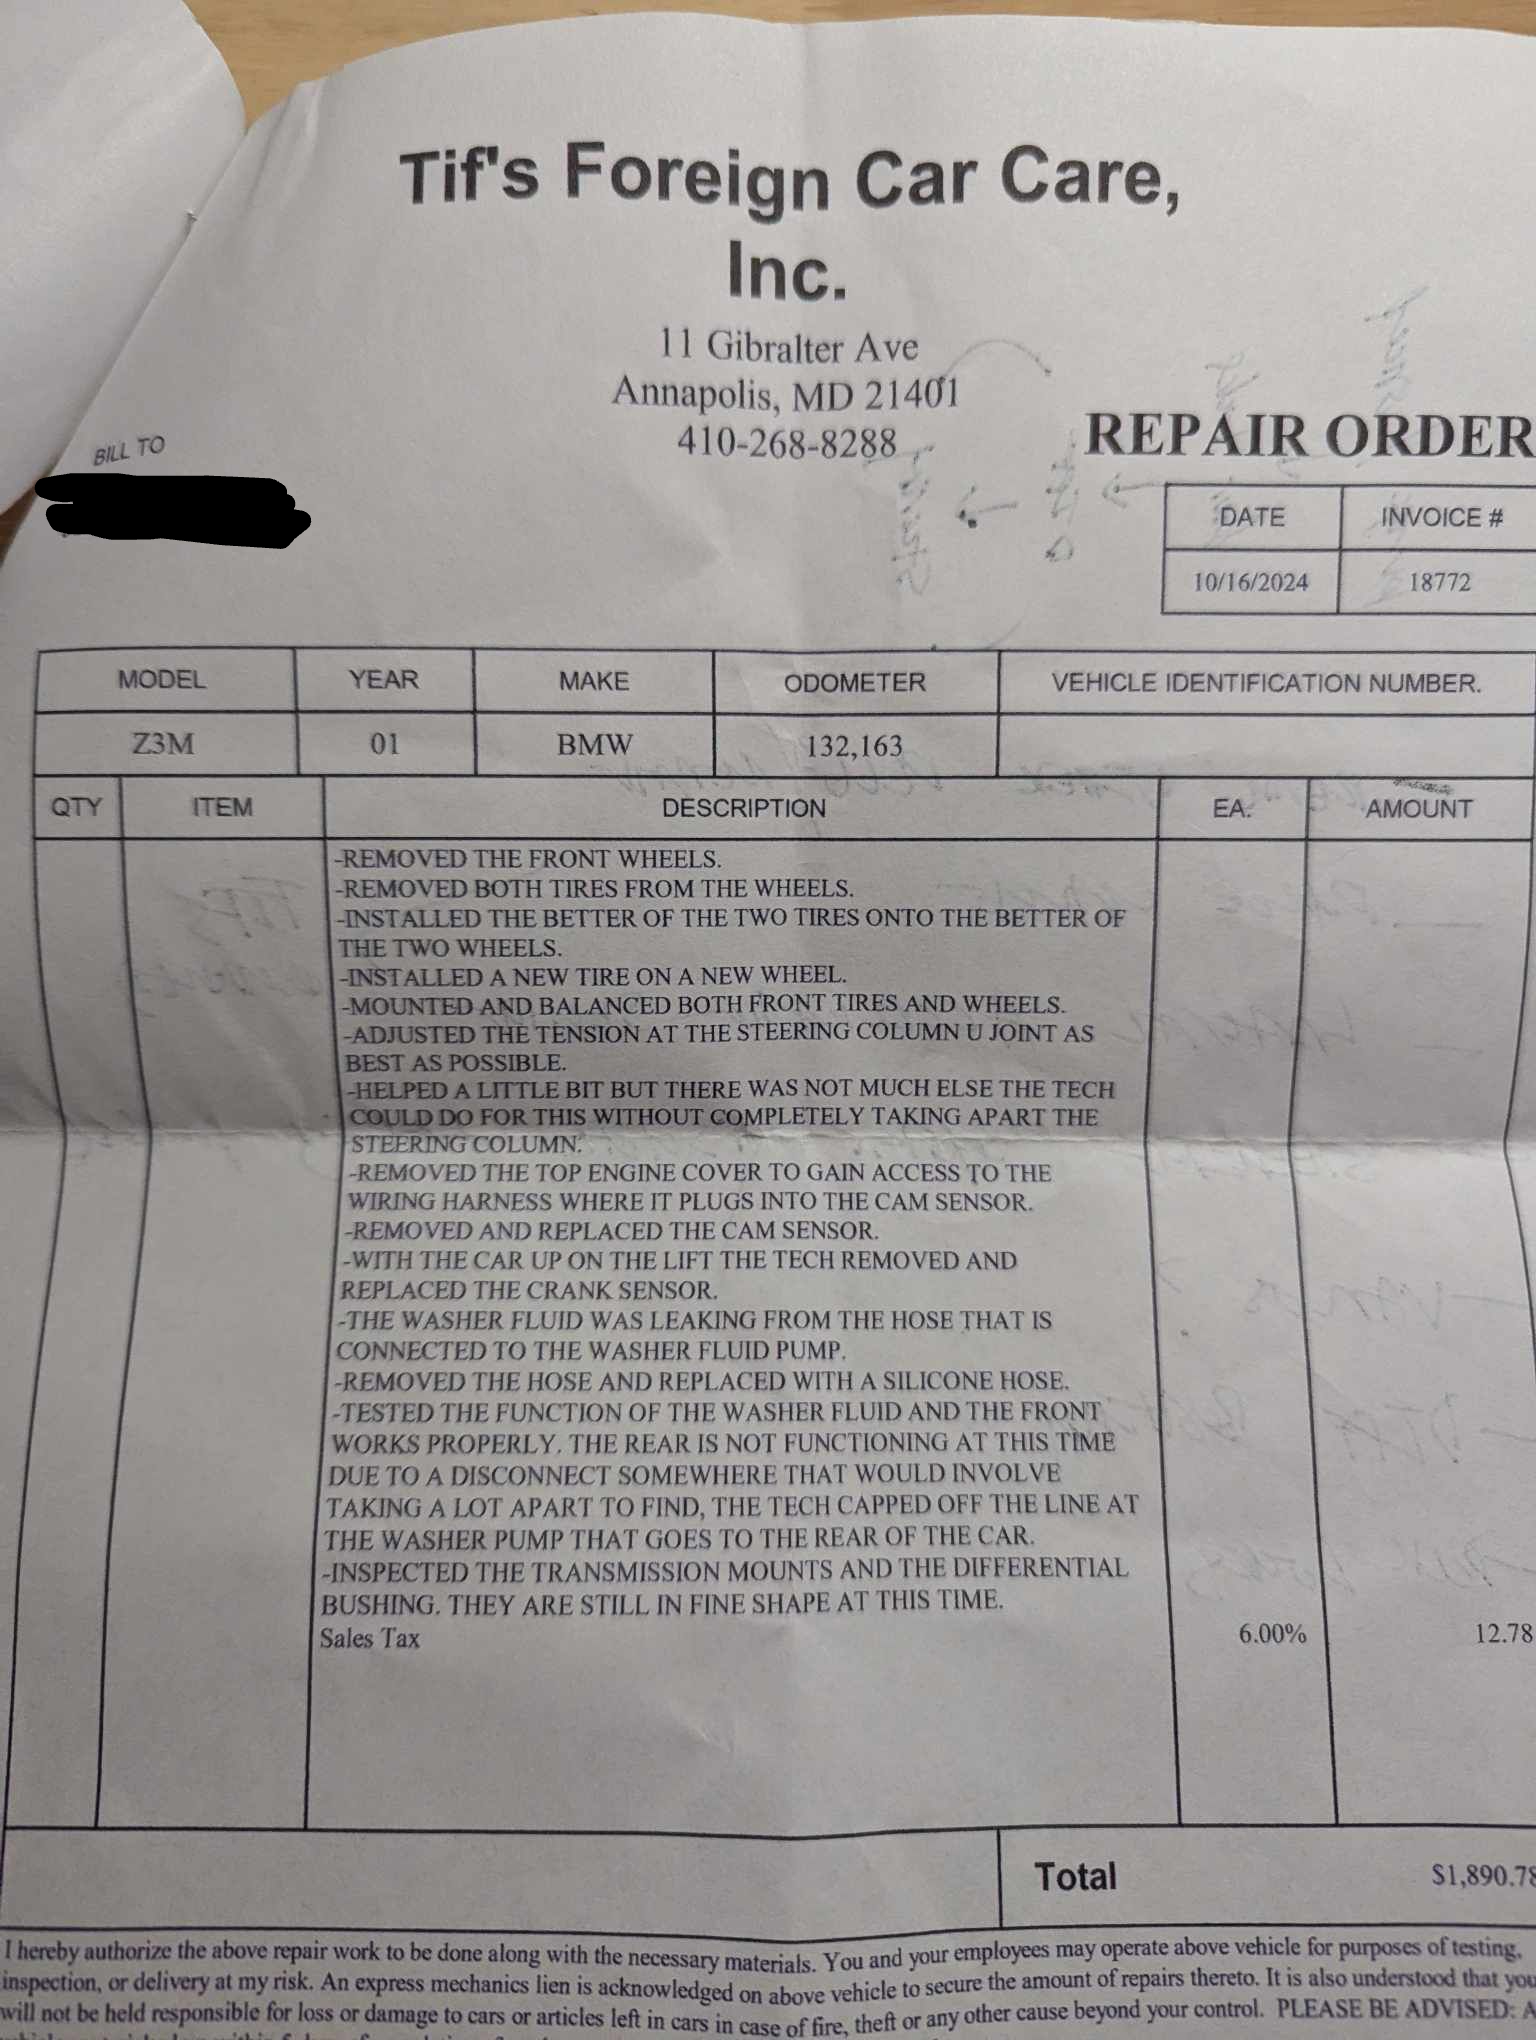 Tif's Foreign Car Care,
Inc.
11 Gibralter Ave
Annapolis, MD 21401
410-268-8288
BILL TO
REPAIR ORDER
DATE INVOICE #
10/16/2024 18772
MODEL YEAR MAKE ODOMETER VEHICLE IDENTIFICATION NUMBER.
Z3M 01 BMW 132,163
QTY ITEM DESCRIPTION EA. AMOUNT
-REMOVED THE FRONT WHEELS.
-REMOVED BOTH TIRES FROM THE WHEELS.
-INSTALLED THE BETTER OF THE TWO TIRES ONTO THE BETTER OF
THE TWO WHEELS.
-INSTALLED A NEW TIRE ON A NEW WHEEL.
-MOUNTED AND BALANCED BOTH FRONT TIRES AND WHEELS.
-ADJUSTED THE TENSION AT THE STEERING COLUMN U JOINT AS
BEST AS POSSIBLE.
-HELPED A LITTLE BIT BUT THERE WAS NOT MUCH ELSE THE TECH
COULD DO FOR THIS WITHOUT COMPLETELY TAKING APART THE
STEERING COLUMN.
-REMOVED THE TOP ENGINE COVER TO GAIN ACCESS TO THE
WIRING HARNESS WHERE IT PLUGS INTO THE CAM SENSOR.
-REMOVED AND REPLACED THE CAM SENSOR.
-WITH THE CAR UP ON THE LIFT THE TECH REMOVED AND
REPLACED THE CRANK SENSOR.
-THE WASHER FLUID WAS LEAKING FROM THE HOSE THAT IS
CONNECTED TO THE WASHER FLUID PUMP.
-REMOVED THE HOSE AND REPLACED WITH A SILICONE HOSE.
-TESTED THE FUNCTION OF THE WASHER FLUID AND THE FRONT
WORKS PROPERLY. THE REAR IS NOT FUNCTIONING AT THIS TIME
DUE TO A DISCONNECT SOMEWHERE THAT WOULD INVOLVE
TAKING A LOT APART TO FIND, THE TECH CAPPED OFF THE LINE AT
THE WASHER PUMP THAT GOES TO THE REAR OF THE CAR.
-INSPECTED THE TRANSMISSION MOUNTS AND THE DIFFERENTIAL
BUSHING. THEY ARE STILL IN FINE SHAPE AT THIS TIME.
Sales Tax 6.00% 12.78
Total $1,890.78
I hereby authorize the above repair work to be done along with the necessary materials. You and your employees may operate above vehicle for purposes of testing,
inspection, or delivery at my risk. An express mechanics lien is acknowledged on above vehicle to secure the amount of repairs thereto. It is also understood that you
will not be held responsible for loss or damage to cars or articles left in cars in case of fire, theft or any other cause beyond your control. PLEASE BE ADVISED: A